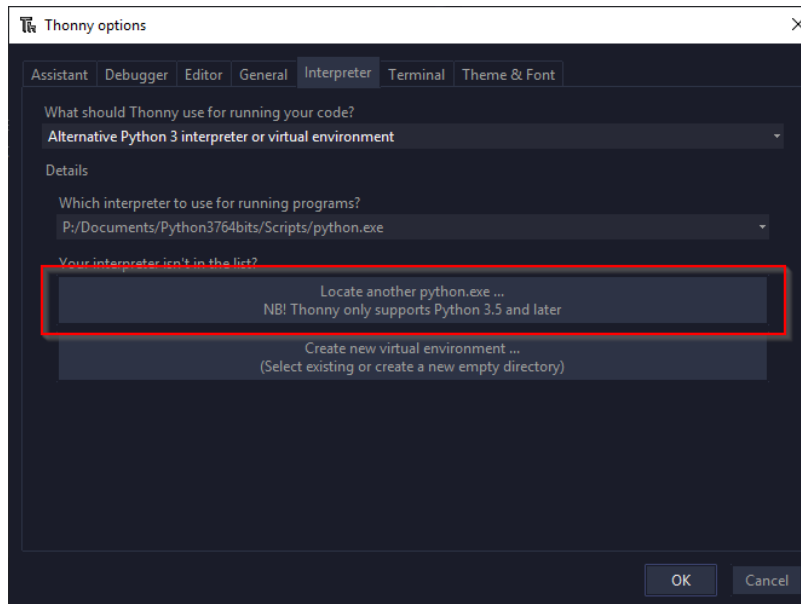 Thonny options
Assistant Debugger Editor General Interpreter Terminal Theme & Font
What should Thonny use for running your code?
Alternative Python 3 interpreter or virtual environment
Details
Which interpreter to use for running programs?
P:/Documents/Python3764bits/Scripts/python.exe
Your interpreter isn't in the list?
Locate another python.exe ...
NB! Thonny only supports Python 3.5 and later
Create new virtual environment ...
(Select existing or create a new empty directory)
OK Cancel